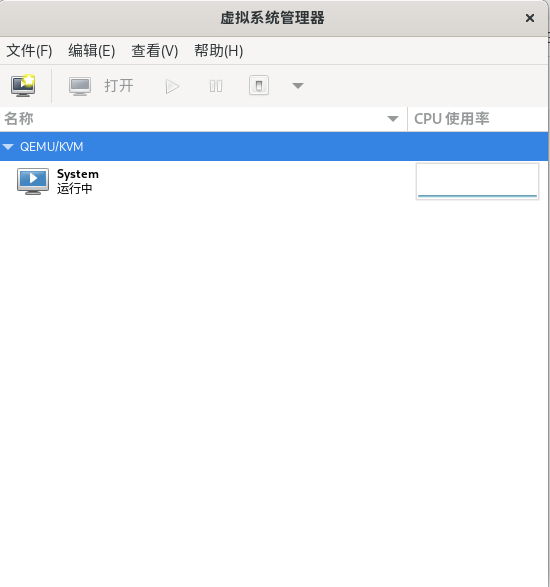 虚拟系统管理器
文件(F) 编辑(E) 查看(V) 帮助(H)
打开
名称 CPU 使用率
QEMU/KVM
System
运行中